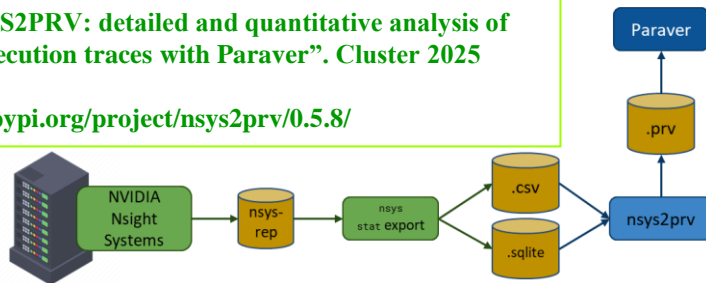 S2PRV: detailed and quantitative analysis of
ecution traces with Paraver”. Cluster 2025
pypi.org/project/nsys2prv/0.5.8/
Paraver
.prv
NVIDIA
Nsight
Systems
nsys-
rep
nsys
stat export
.csv
.sqlite
nsys2prv